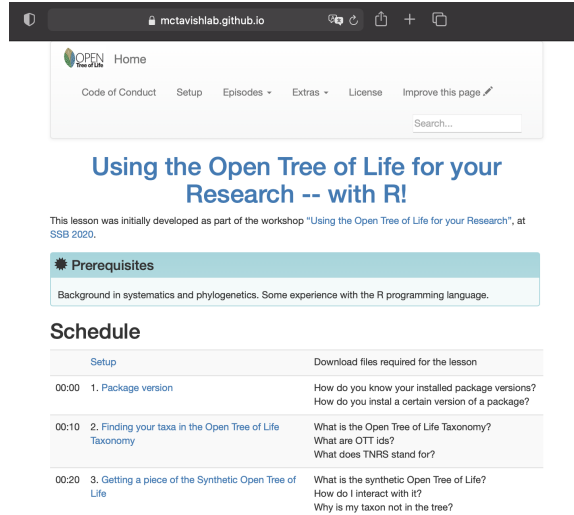 mctavishlab.github.io
OPEN
Tree of Life
Home
Code of Conduct Setup Episodes Extras License Improve this page
Search...
Using the Open Tree of Life for your
Research -- with R!
This lesson was initially developed as part of the workshop “Using the Open Tree of Life for your Research”, at
SSB 2020.
Prerequisites
Background in systematics and phylogenetics. Some experience with the R programming language.
Schedule
Setup Download files required for the lesson
00:00 1. Package version How do you know your installed package versions?
How do you instal a certain version of a package?
00:10 2. Finding your taxa in the Open Tree of Life What is the Open Tree of Life Taxonomy?
Taxonomy What are OTT ids?
What does TNRS stand for?
00:20 3. Getting a piece of the Synthetic Open Tree of What is the synthetic Open Tree of Life?
Life How do I interact with it?
Why is my taxon not in the tree?